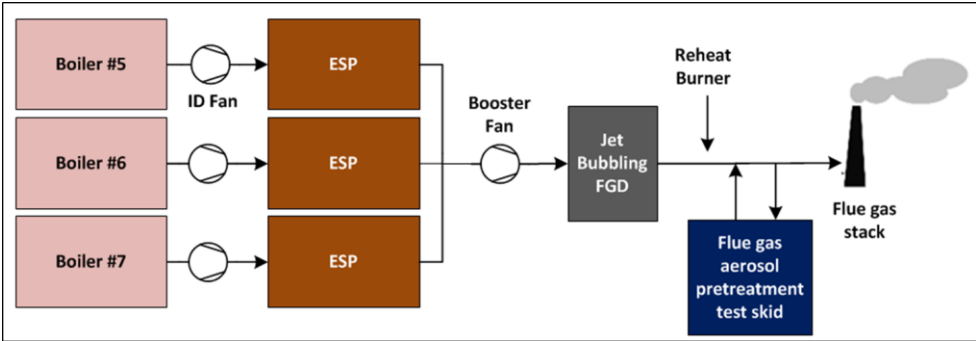 Boiler #5
ID Fan
ESP
Boiler #6
ESP
Boiler #7
ESP
Booster
Fan
Jet
Bubbling
FGD
Reheat
Burner
Flue gas
aerosol
pretreatment
test skid
Flue gas
stack